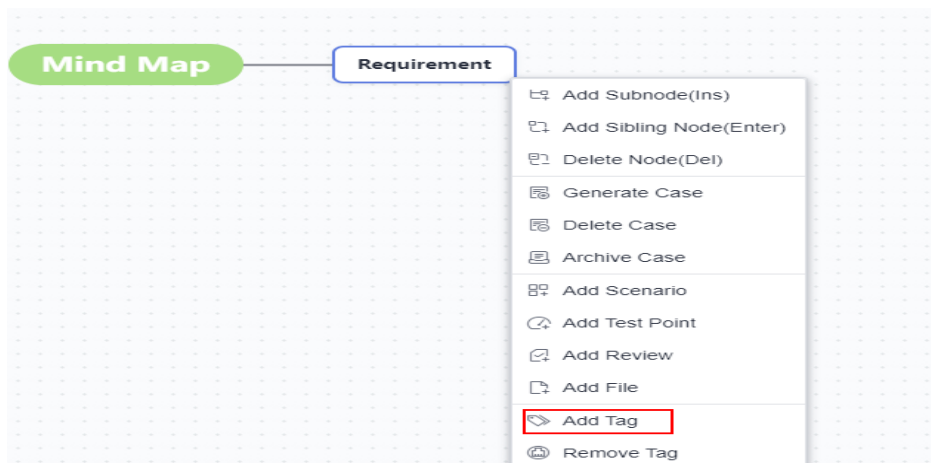 Mind Map
Requirement
Add Subnode(Ins)
Add Sibling Node(Enter)
Delete Node(Del)
Generate Case
Delete Case
Archive Case
Add Scenario
Add Test Point
Add Review
Add File
Add Tag
Remove Tag